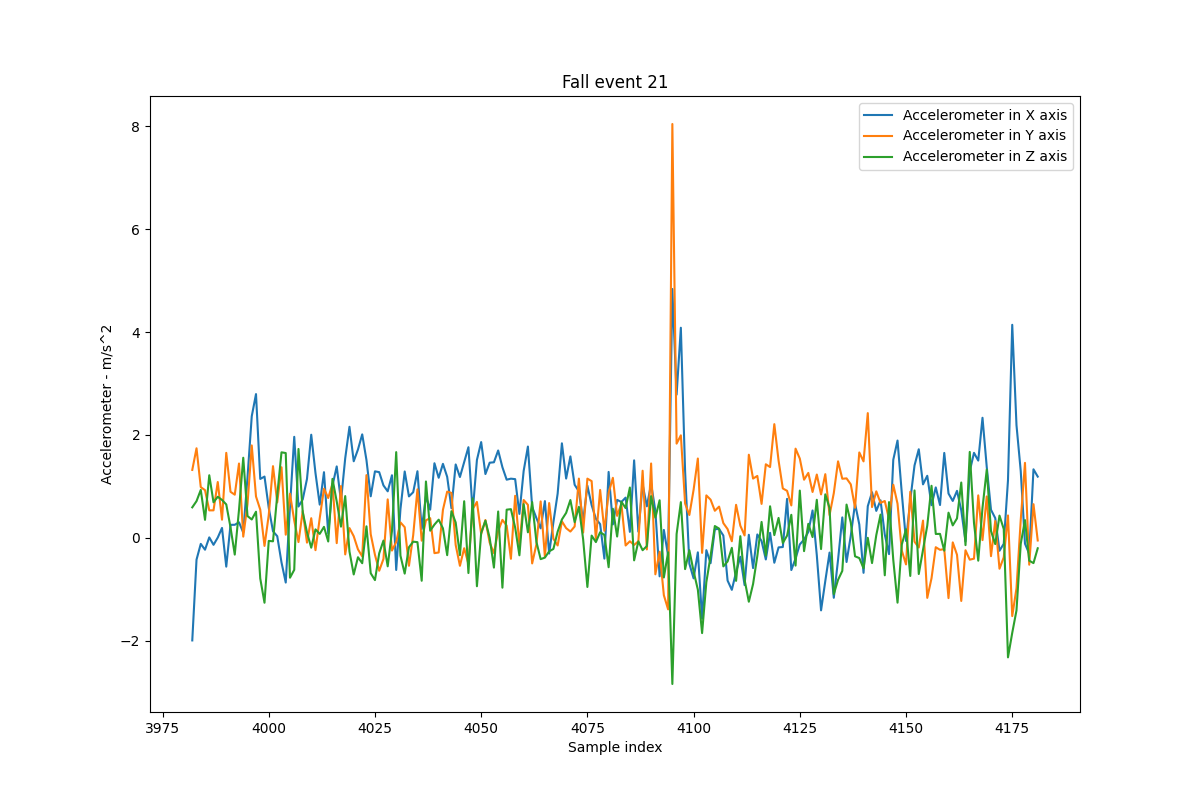 Fall event 21
Accelerometer in X axis
Accelerometer in Y axis
Accelerometer in Z axis
8
6
4
2
0
−2
Accelerometer - m/s^2
3975 4000 4025 4050 4075 4100 4125 4150 4175
Sample index